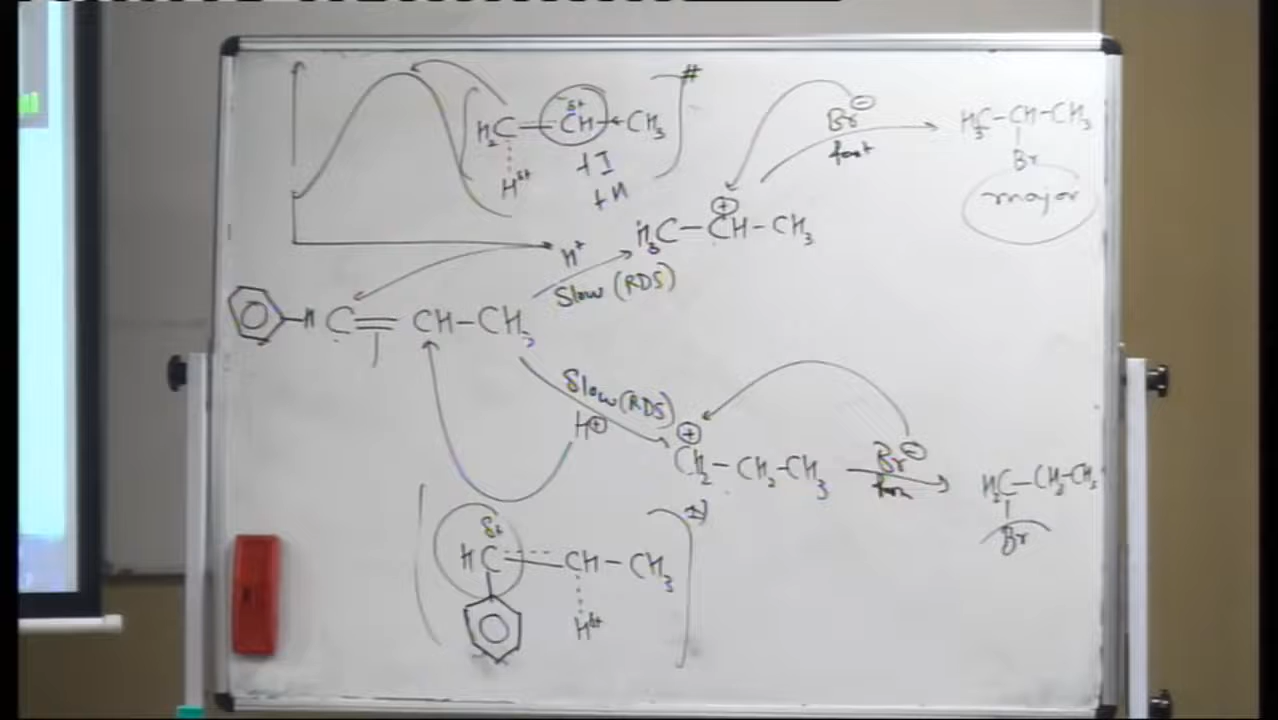 H₂C=CH-CH₃
δ+
H^δ+
+I
+H
#
Br⊖
fast
H₃C-CH-CH₃
Br
major
H₃C-CH-CH₃
⊕
H⁺
Slow (RDS)
H C=CH-CH₃
Slow (RDS)
H⊕
⊕
CH₂-CH₂-CH₃
Br⊖
H₂C-CH₂-CH₃
Br
δ+
HC=CH-CH₃
H^δ+